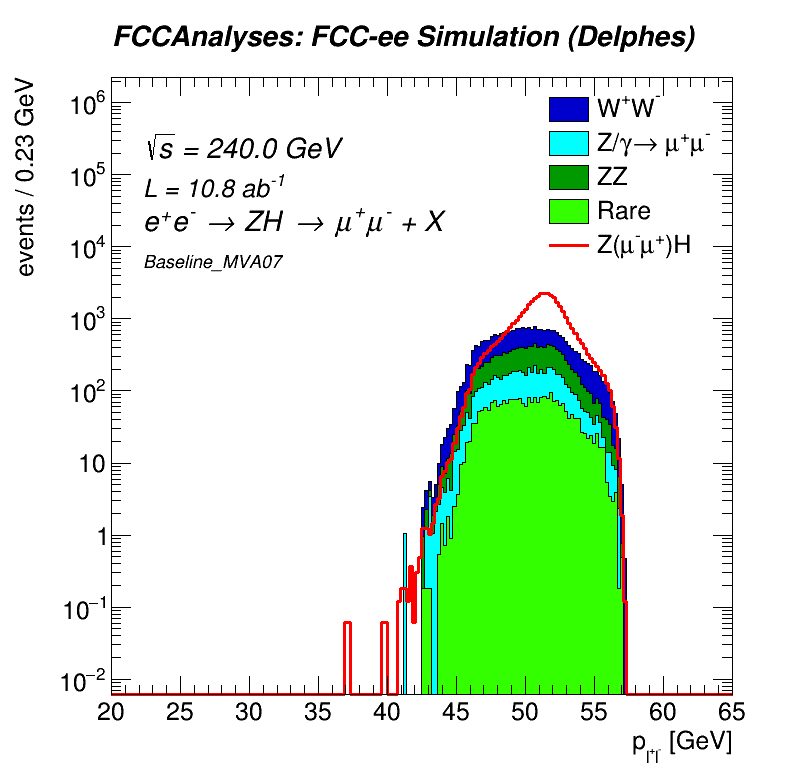 FCCAnalyses: FCC-ee Simulation (Delphes)
events / 0.23 GeV
10⁶
10⁵
10⁴
10³
10²
10
1
10⁻¹
10⁻²
√s = 240.0 GeV
L = 10.8 ab⁻¹
e⁺e⁻ → ZH → μ⁺μ⁻ + X
Baseline_MVA07
W⁺W⁻
Z/γ→ μ⁺μ⁻
ZZ
Rare
Z(μ⁻μ⁺)H
20 25 30 35 40 45 50 55 60 65
p_l⁺l⁻ [GeV]